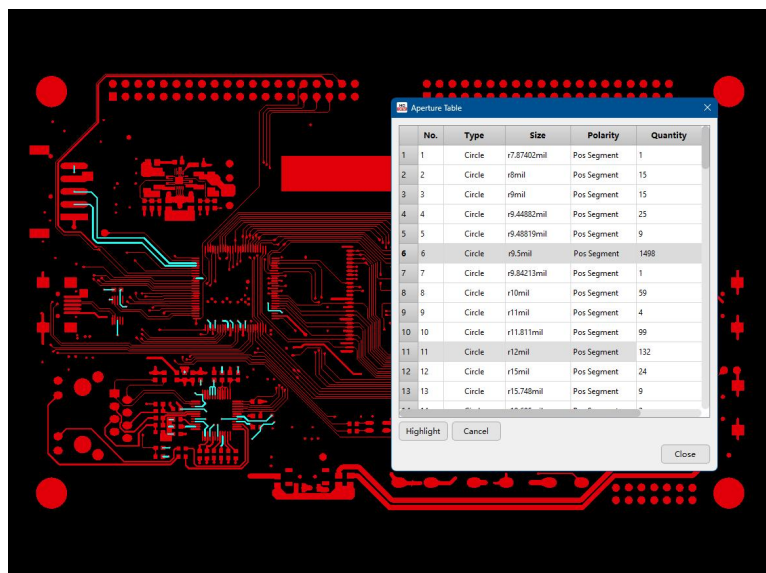 Aperture Table
No. Type Size Polarity Quantity
1 1 Circle r7.87402mil Pos Segment 1
2 2 Circle r8mil Pos Segment 15
3 3 Circle r9mil Pos Segment 15
4 4 Circle r9.44882mil Pos Segment 25
5 5 Circle r9.48819mil Pos Segment 9
6 6 Circle r9.5mil Pos Segment 1498
7 7 Circle r9.84213mil Pos Segment 1
8 8 Circle r10mil Pos Segment 59
9 9 Circle r11mil Pos Segment 4
10 10 Circle r11.811mil Pos Segment 99
11 11 Circle r12mil Pos Segment 132
12 12 Circle r15mil Pos Segment 24
13 13 Circle r15.748mil Pos Segment 9
Highlight Cancel
Close